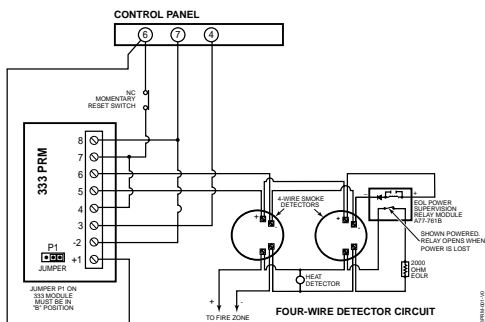 CONTROL PANEL
6 7 4
NC
MOMENTARY
RESET SWITCH
333 PRM
8
7
6
5
4
3
-2
+1
P1
JUMPER
JUMPER P1 ON
333 MODULE
MUST BE IN
"B" POSITION
4-WIRE SMOKE
DETECTORS
+ -
+ -
- +
EOL POWER
SUPERVISION
RELAY MODULE
A77-761B
SHOWN POWERED.
RELAY OPENS WHEN
POWER IS LOST
2000
OHM
EOLR
HEAT
DETECTOR
+ -
TO FIRE ZONE
FOUR-WIRE DETECTOR CIRCUIT